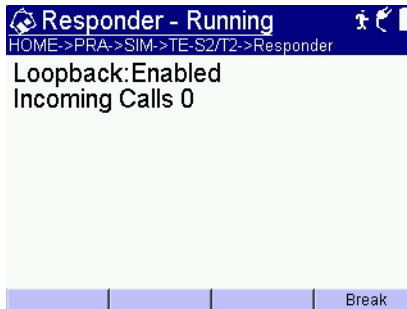 Responder - Running
HOME->PRA->SIM->TE-S2/T2->Responder
Loopback:Enabled
Incoming Calls 0
Break